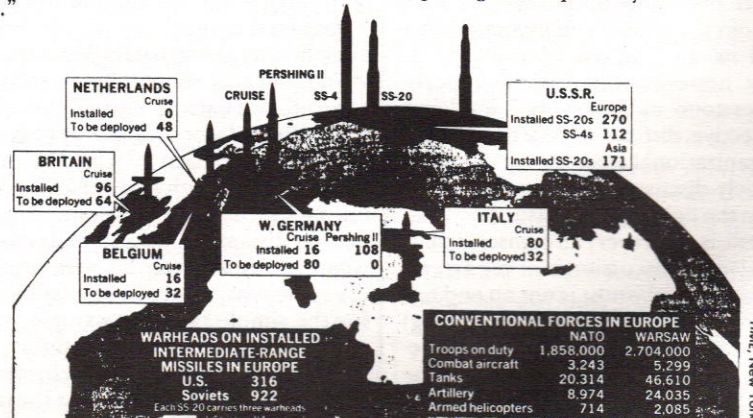 .”
PERSHING II
CRUISE
SS-4
SS-20
NETHERLANDS
Cruise
Installed 0
To be deployed 48
BRITAIN
Cruise
Installed 96
To be deployed 64
BELGIUM
Cruise
Installed 16
To be deployed 32
W. GERMANY
Cruise Pershing II
Installed 16 108
To be deployed 80 0
ITALY
Cruise
Installed 80
To be deployed 32
U.S.S.R.
Europe
Installed SS-20s 270
SS-4s 112
Asia
Installed SS-20s 171
WARHEADS ON INSTALLED
INTERMEDIATE-RANGE
MISSILES IN EUROPE
U.S. 316
Soviets 922
Each SS-20 carries three warheads
CONVENTIONAL FORCES IN EUROPE
NATO WARSAW
Troops on duty 1,858,000 2,704,000
Combat aircraft 3.243 5,299
Tanks 20.314 46,610
Artillery 8,974 24,035
Armed helicopters 714 2,085